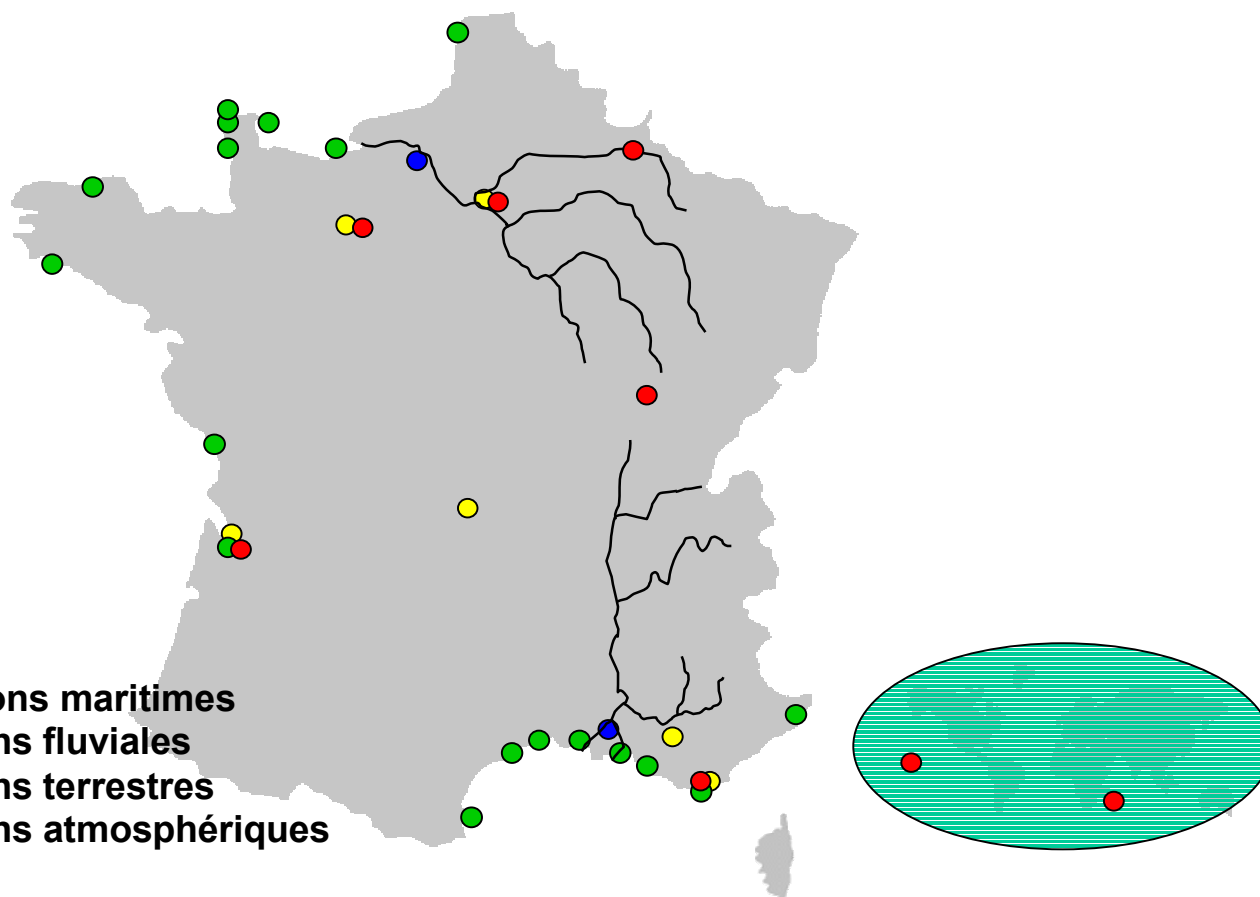 ons maritimes
ns fluviales
ns terrestres
ns atmosphériques